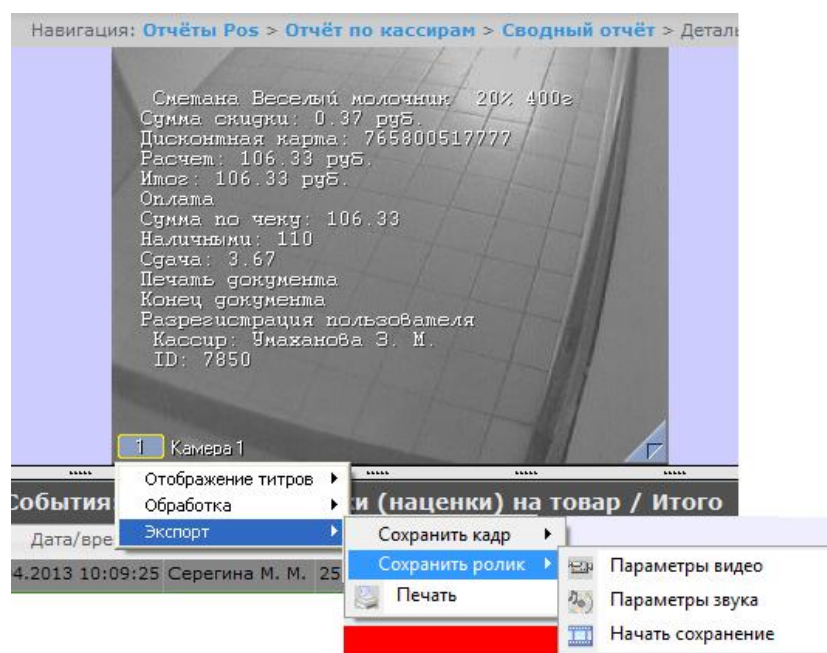 Навигация: Отчёты Pos > Отчёт по кассирам > Сводный отчёт >
Сметана Веселый молочник 20% 400г
Сумма скидки: 0.37 руб.
Дисконтная карта: 765800517777
Расчет: 106.33 руб.
Итог: 106.33 руб.
Оплата
Сумма по чеку: 106.33
Наличными: 110
Сдача: 3.67
Печать документа
Конец документа
Разрегистрация пользователя
Кассир: Умаханова З. М.
ID: 7850
1 Камера 1
Отображение титров
События: (наценки) на товар / Итого
Обработка
Экспорт
Сохранить кадр
4.2013 10:09:25 Серегина М. М. 25
Сохранить ролик
Параметры видео
Печать
Параметры звука
Начать сохранение